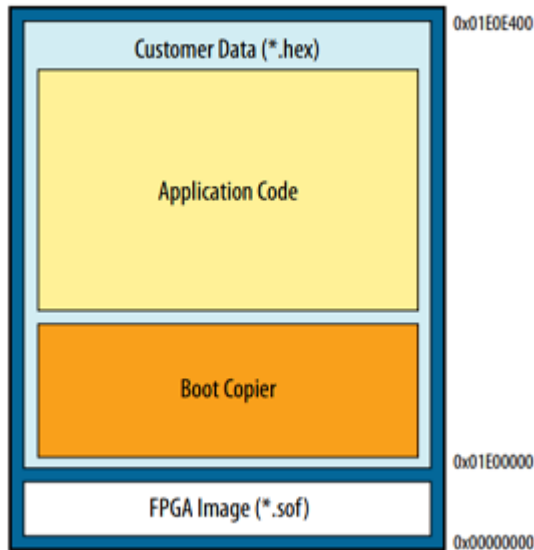 0x01E0E400
Customer Data (*.hex)
Application Code
Boot Copier
0x01E00000
FPGA Image (*.sof)
0x00000000